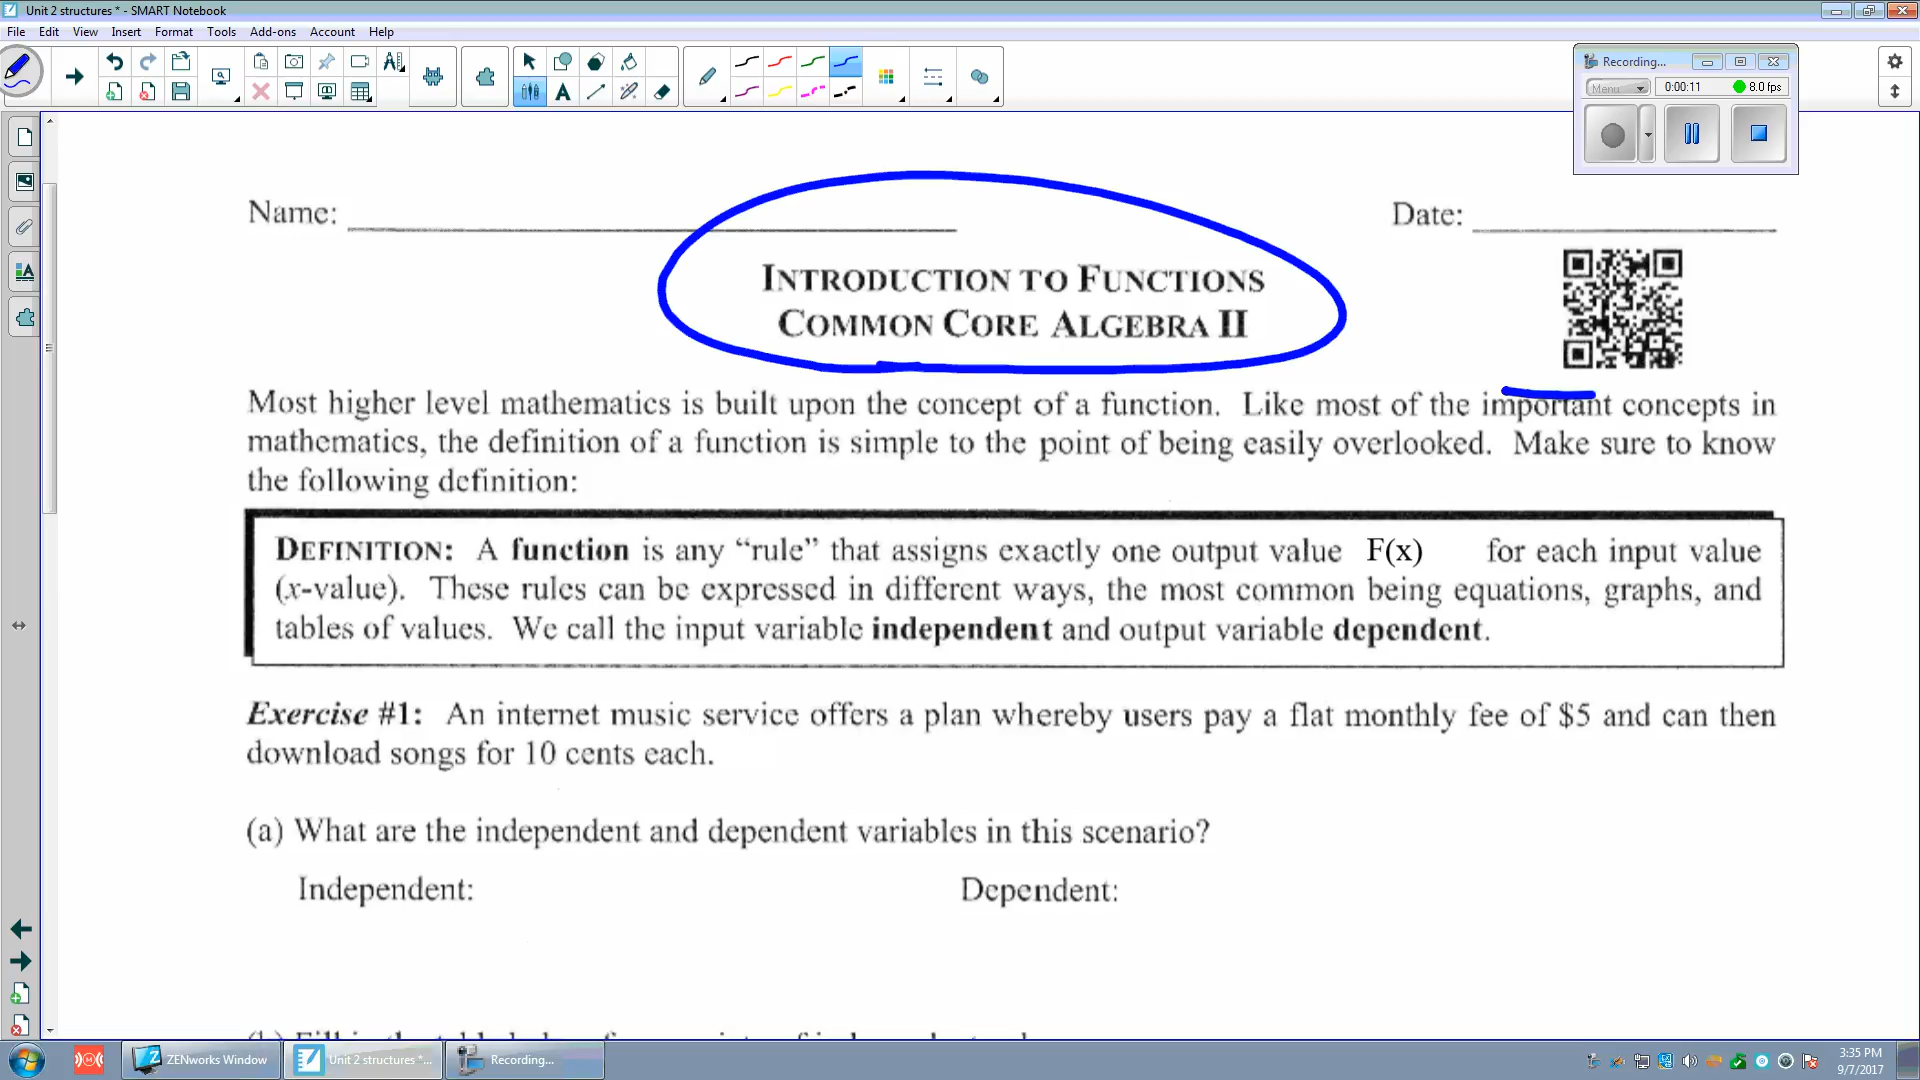 Unit 2 structures * - SMART Notebook
File Edit View Insert Format Tools Add-ons Account Help
Recording...
Menu 0:00:11 8.0 fps
Name: Date:
INTRODUCTION TO FUNCTIONS
COMMON CORE ALGEBRA II
Most higher level mathematics is built upon the concept of a function. Like most of the important concepts in
mathematics, the definition of a function is simple to the point of being easily overlooked. Make sure to know
the following definition:
DEFINITION: A function is any “rule” that assigns exactly one output value F(x) for each input value
(x-value). These rules can be expressed in different ways, the most common being equations, graphs, and
tables of values. We call the input variable independent and output variable dependent.
Exercise #1: An internet music service offers a plan whereby users pay a flat monthly fee of $5 and can then
download songs for 10 cents each.
(a) What are the independent and dependent variables in this scenario?
Independent: Dependent:
ZENworks Window Unit 2 structures *... Recording... 3:35 PM
9/7/2017